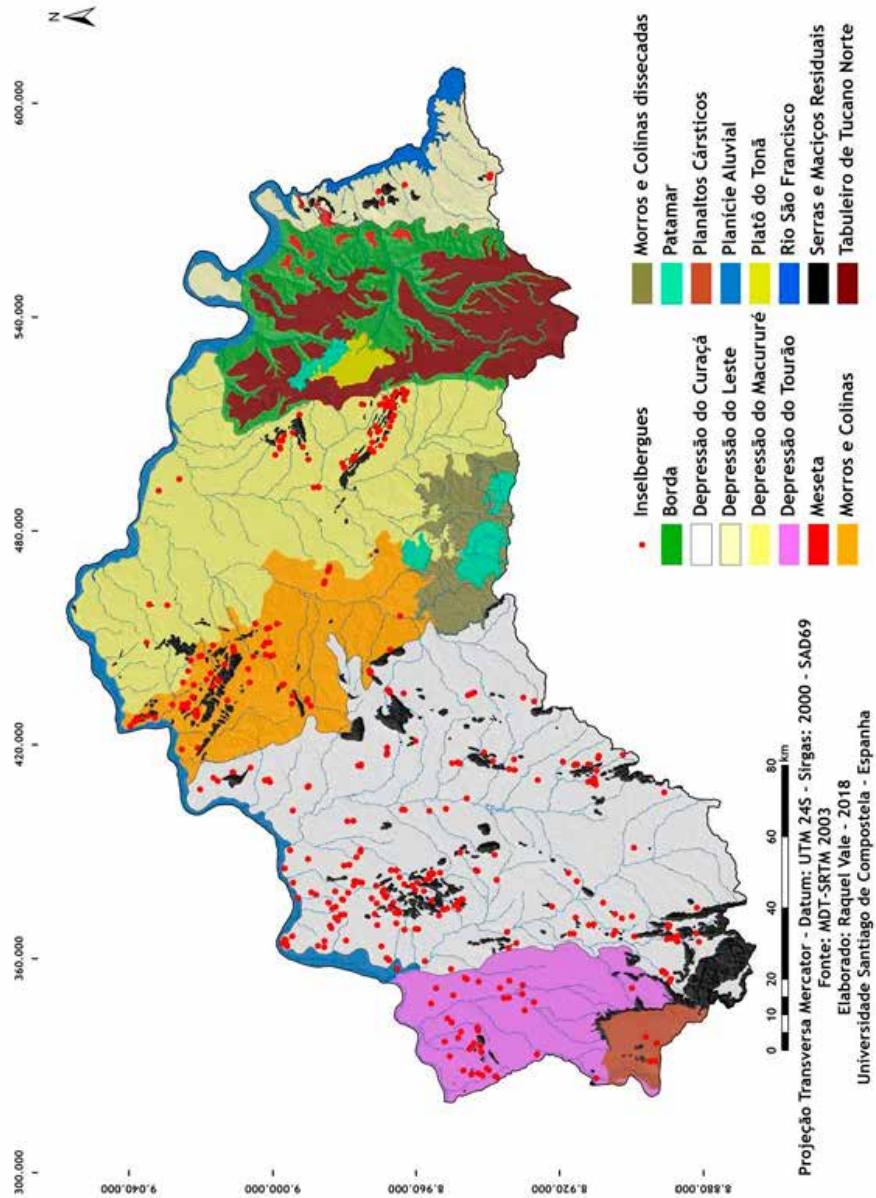 N
300.000
360.000
420.000
480.000
540.000
600.000
9.040.000
9.000.000
8.960.000
8.920.000
8.880.000
0 10 20 40 60 80
km
Projeção Transversa Mercator - Datum: UTM 24S - Sirgas: 2000 - SAD69
Fonte: MDT-SRTM 2003
Elaborado: Raquel Vale - 2018
Universidade Santiago de Compostela - Espanha
Inselbergues
Borda
Depressão do Curaçá
Depressão do Leste
Depressão do Macururé
Depressão do Tourão
Meseta
Morros e Colinas
Morros e Colinas dissecadas
Patamar
Planaltos Cársticos
Planície Aluvial
Platô do Tonã
Rio São Francisco
Serras e Maciços Residuais
Tabuleiro de Tucano Norte